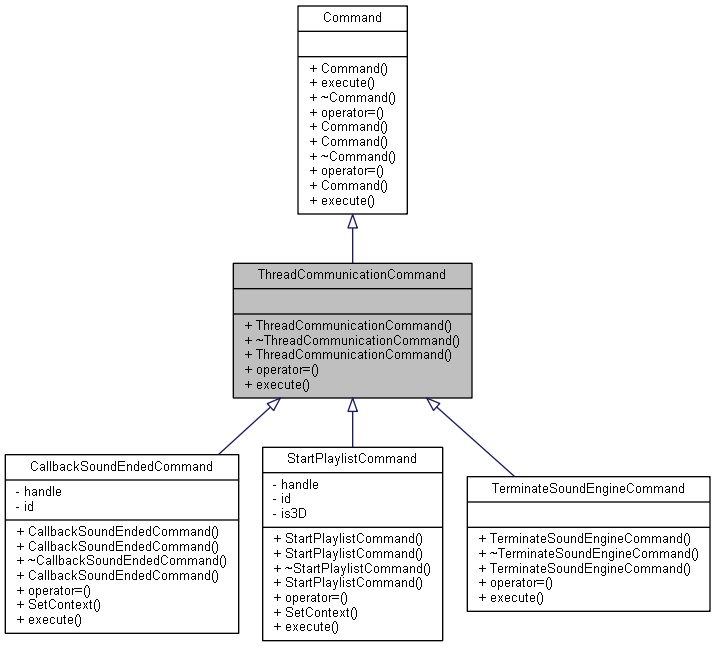 Command
+ Command()
+ execute()
+ ~Command()
+ operator=()
+ Command()
+ Command()
+ ~Command()
+ operator=()
+ Command()
+ execute()
ThreadCommunicationCommand
+ ThreadCommunicationCommand()
+ ~ThreadCommunicationCommand()
+ ThreadCommunicationCommand()
+ operator=()
+ execute()
CallbackSoundEndedCommand
- handle
- id
+ CallbackSoundEndedCommand()
+ CallbackSoundEndedCommand()
+ ~CallbackSoundEndedCommand()
+ CallbackSoundEndedCommand()
+ operator=()
+ SetContext()
+ execute()
StartPlaylistCommand
- handle
- id
- is3D
+ StartPlaylistCommand()
+ StartPlaylistCommand()
+ ~StartPlaylistCommand()
+ StartPlaylistCommand()
+ operator=()
+ SetContext()
+ execute()
TerminateSoundEngineCommand
+ TerminateSoundEngineCommand()
+ ~TerminateSoundEngineCommand()
+ TerminateSoundEngineCommand()
+ operator=()
+ execute()